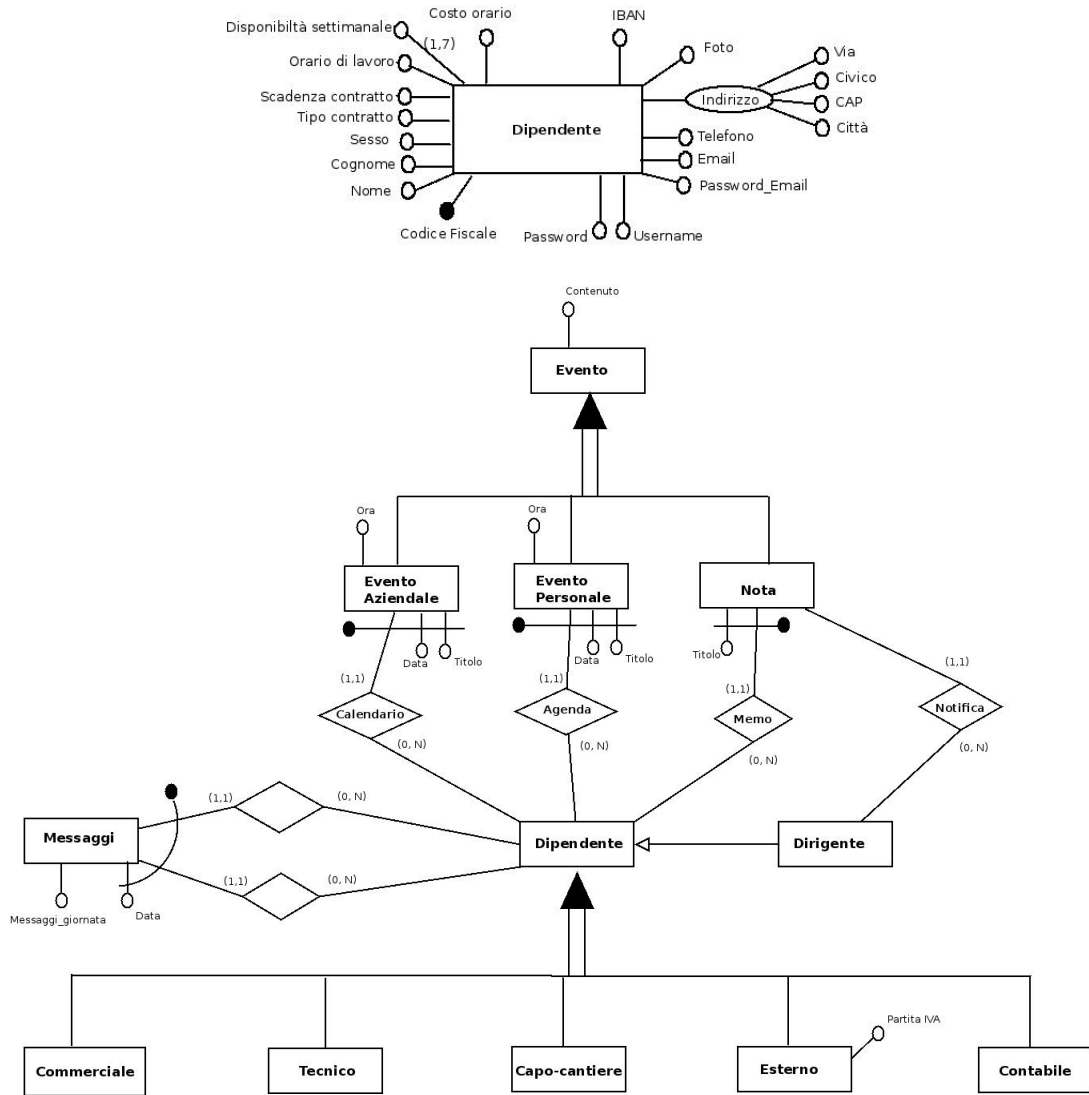 Costo orario
IBAN
Disponibiltà settimanale
(1,7)
Foto
Via
Orario di lavoro
Civico
Scadenza contratto
Indirizzo
CAP
Tipo contratto
Dipendente
Città
Sesso
Telefono
Cognome
Email
Nome
Password_Email
Codice Fiscale
Password
Username
Contenuto
Evento
Ora
Ora
Evento
Aziendale
Evento
Personale
Nota
Data
Titolo
Data
Titolo
Titolo
(1,1)
(1,1)
(1,1)
(1,1)
Calendario
Agenda
Memo
Notifica
(0, N)
(0, N)
(0, N)
(0, N)
(1,1)
(0, N)
Messaggi
Dipendente
Dirigente
(1,1)
(0, N)
Messaggi_giornata
Data
Partita IVA
Commerciale
Tecnico
Capo-cantiere
Esterno
Contabile